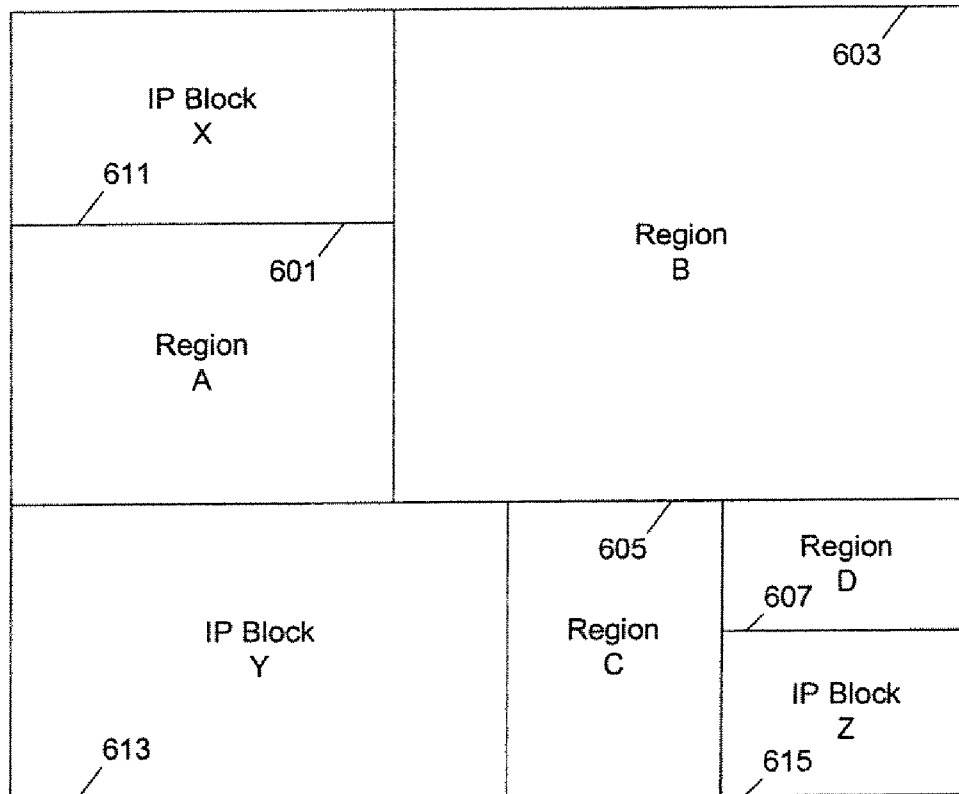 603
IP Block
X
611
601
Region
B
Region
A
605
Region
D
607
IP Block
Y
Region
C
IP Block
Z
613
615